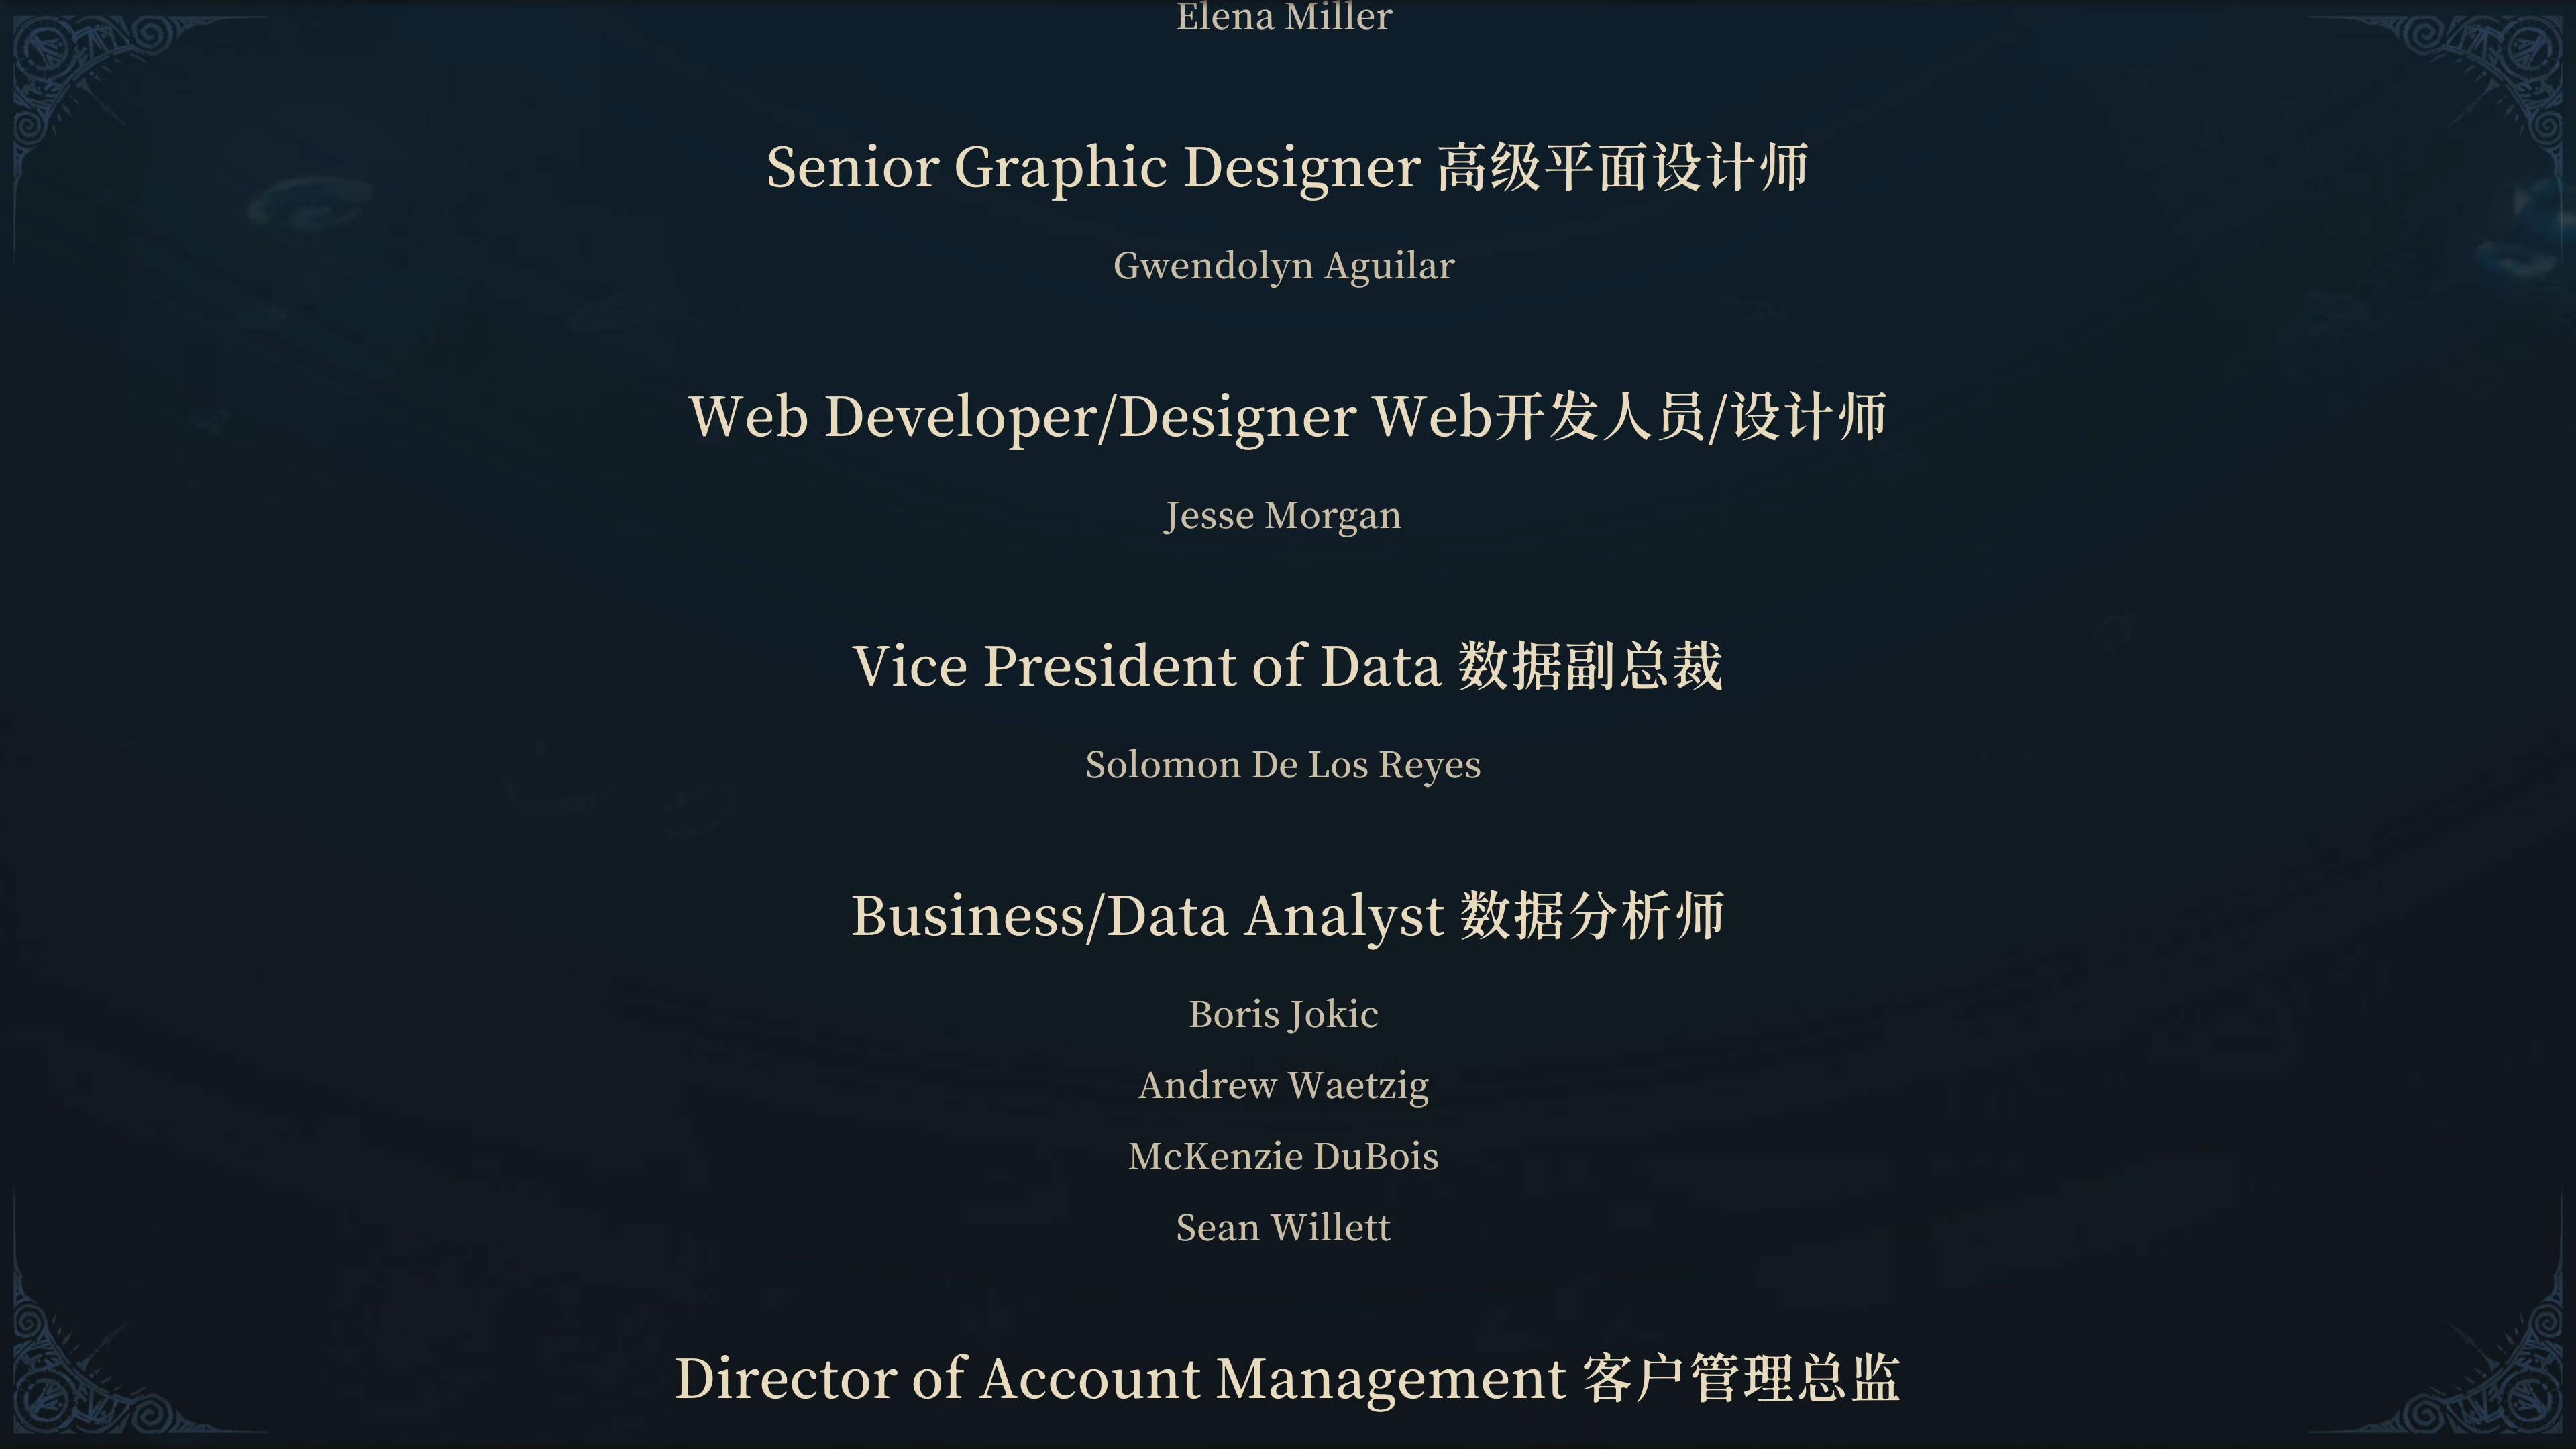 Elena Miller
Senior Graphic Designer 高级平面设计师
Gwendolyn Aguilar
Web Developer/Designer Web开发人员/设计师
Jesse Morgan
Vice President of Data 数据副总裁
Solomon De Los Reyes
Business/Data Analyst 数据分析师
Boris Jokic
Andrew Waetzig
McKenzie DuBois
Sean Willett
Director of Account Management 客户管理总监